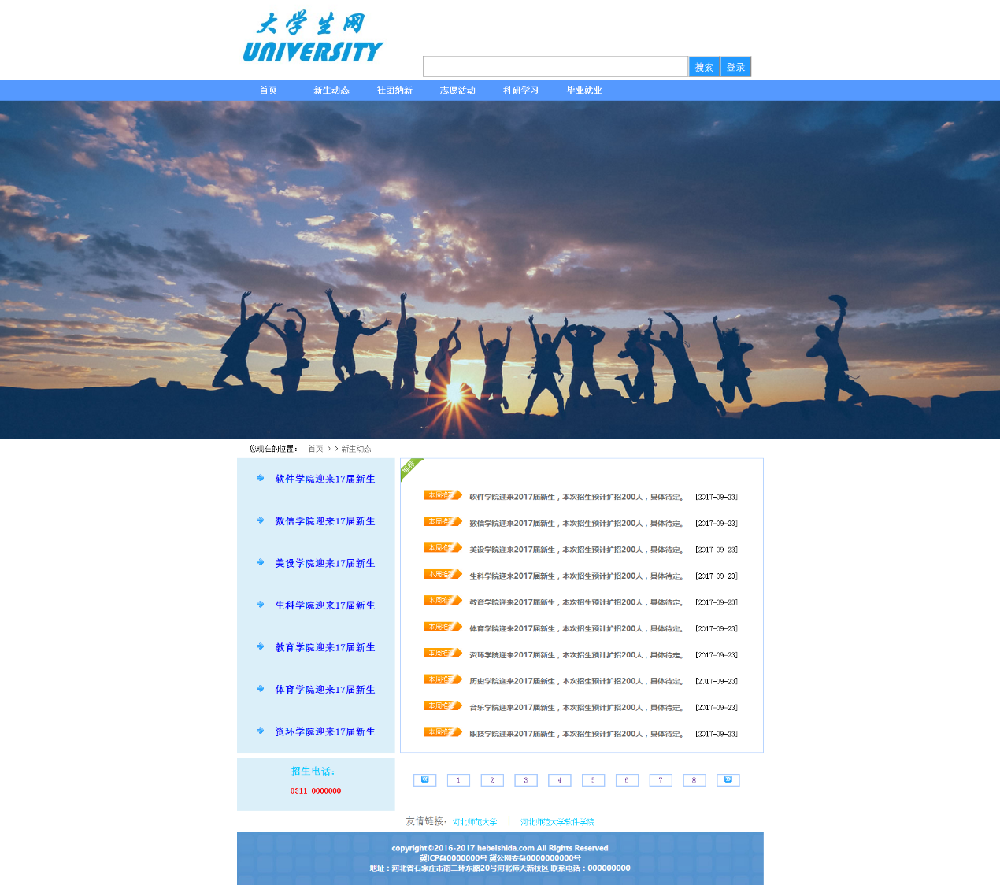 大学生网
UNIVERSITY
搜索 登录
首页 新生动态 社团纳新 志愿活动 科研学习 毕业就业
您现在的位置： 首页 > > 新生动态
软件学院迎来17届新生
数信学院迎来17届新生
美设学院迎来17届新生
生科学院迎来17届新生
教育学院迎来17届新生
体育学院迎来17届新生
资环学院迎来17届新生
招生电话：
0311-0000000
推荐
本周推荐 软件学院迎来2017届新生，本次招生预计扩招200人，具体待定。 [2017-09-23]
本周推荐 数信学院迎来2017届新生，本次招生预计扩招200人，具体待定。 [2017-09-23]
本周推荐 美设学院迎来2017届新生，本次招生预计扩招200人，具体待定。 [2017-09-23]
本周推荐 生科学院迎来2017届新生，本次招生预计扩招200人，具体待定。 [2017-09-23]
本周推荐 教育学院迎来2017届新生，本次招生预计扩招200人，具体待定。 [2017-09-23]
本周推荐 体育学院迎来2017届新生，本次招生预计扩招200人，具体待定。 [2017-09-23]
本周推荐 资环学院迎来2017届新生，本次招生预计扩招200人，具体待定。 [2017-09-23]
本周推荐 历史学院迎来2017届新生，本次招生预计扩招200人，具体待定。 [2017-09-23]
本周推荐 音乐学院迎来2017届新生，本次招生预计扩招200人，具体待定。 [2017-09-23]
本周推荐 职技学院迎来2017届新生，本次招生预计扩招200人，具体待定。 [2017-09-23]
1 2 3 4 5 6 7 8
友情链接：河北师范大学 | 河北师范大学软件学院
copyright©2016-2017 hebeishida.com All Rights Reserved
冀ICP备0000000号 冀公网安备0000000000号
地址：河北省石家庄市南二环东路20号河北师大新校区 联系电话：000000000